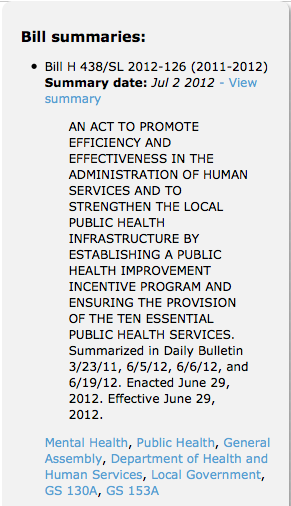 Bill summaries:
• Bill H 438/SL 2012-126 (2011-2012)
Summary date: Jul 2 2012 - View
summary
AN ACT TO PROMOTE
EFFICIENCY AND
EFFECTIVENESS IN THE
ADMINISTRATION OF HUMAN
SERVICES AND TO
STRENGTHEN THE LOCAL
PUBLIC HEALTH
INFRASTRUCTURE BY
ESTABLISHING A PUBLIC
HEALTH IMPROVEMENT
INCENTIVE PROGRAM AND
ENSURING THE PROVISION
OF THE TEN ESSENTIAL
PUBLIC HEALTH SERVICES.
Summarized in Daily Bulletin
3/23/11, 6/5/12, 6/6/12, and
6/19/12. Enacted June 29,
2012. Effective June 29,
2012.
Mental Health, Public Health, General
Assembly, Department of Health and
Human Services, Local Government,
GS 130A, GS 153A